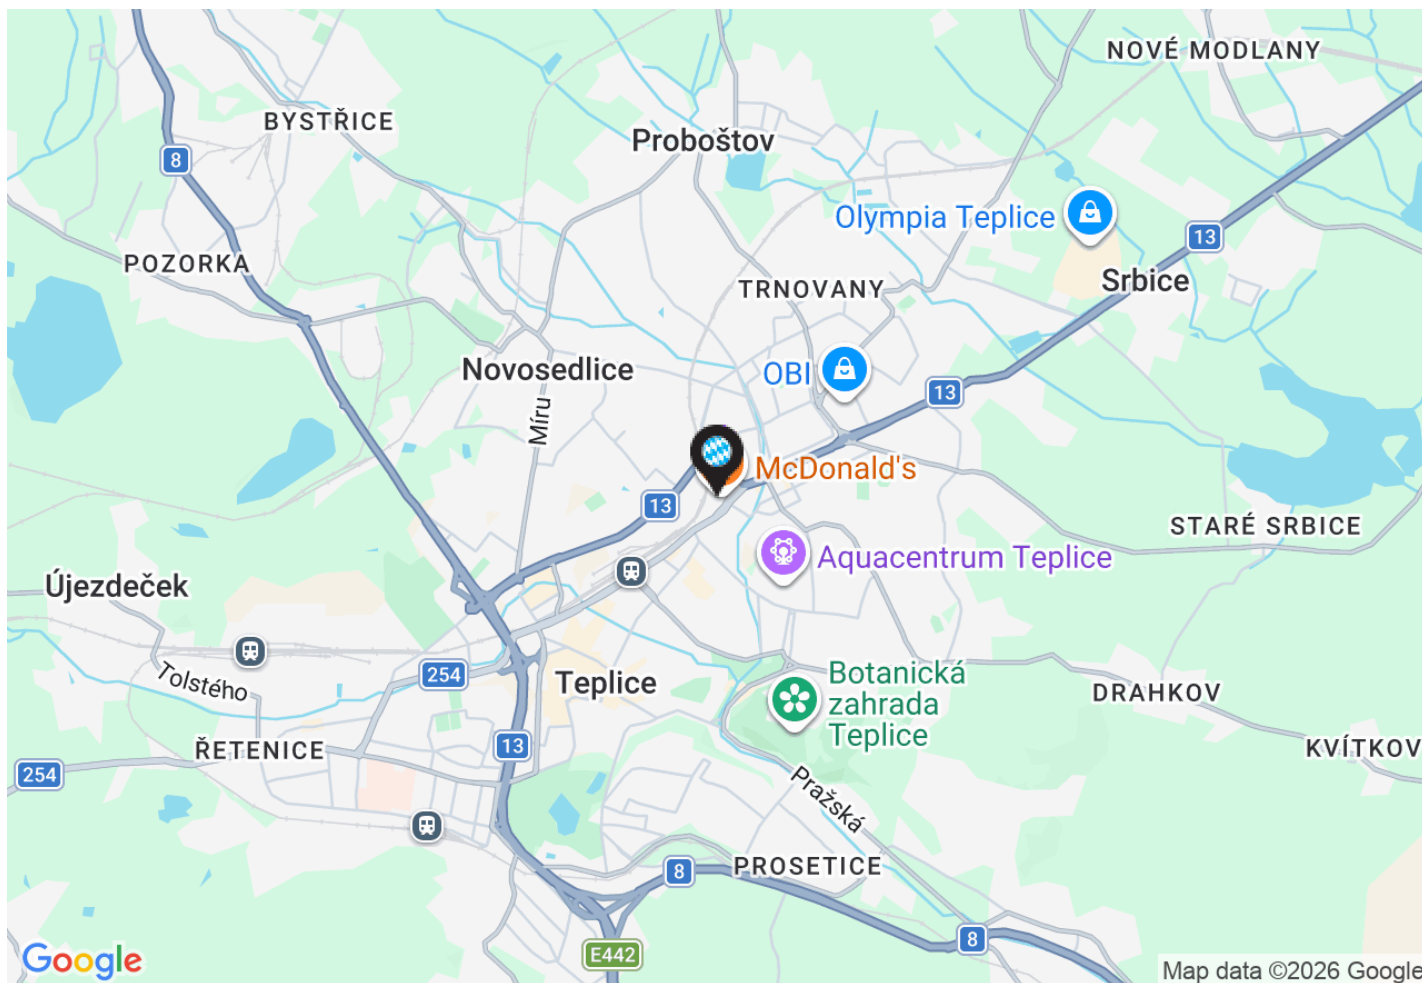 NOVÉ MODLANY
BYSTŘICE
Proboštov
8
Olympia Teplice
13
POZORKA
Srbice
TRNOVANY
Novosedlice
OBI
13
Míru
McDonald's
13
STARÉ SRBICE
Aquacentrum Teplice
Újezdeček
Tolstého
254
Teplice
Botanická
zahrada
Teplice
DRAHKOV
ŘETENICE
13
KVÍTKOV
254
Pražská
PROSETICE
8
8
E442
Google
Map data ©2026 Google